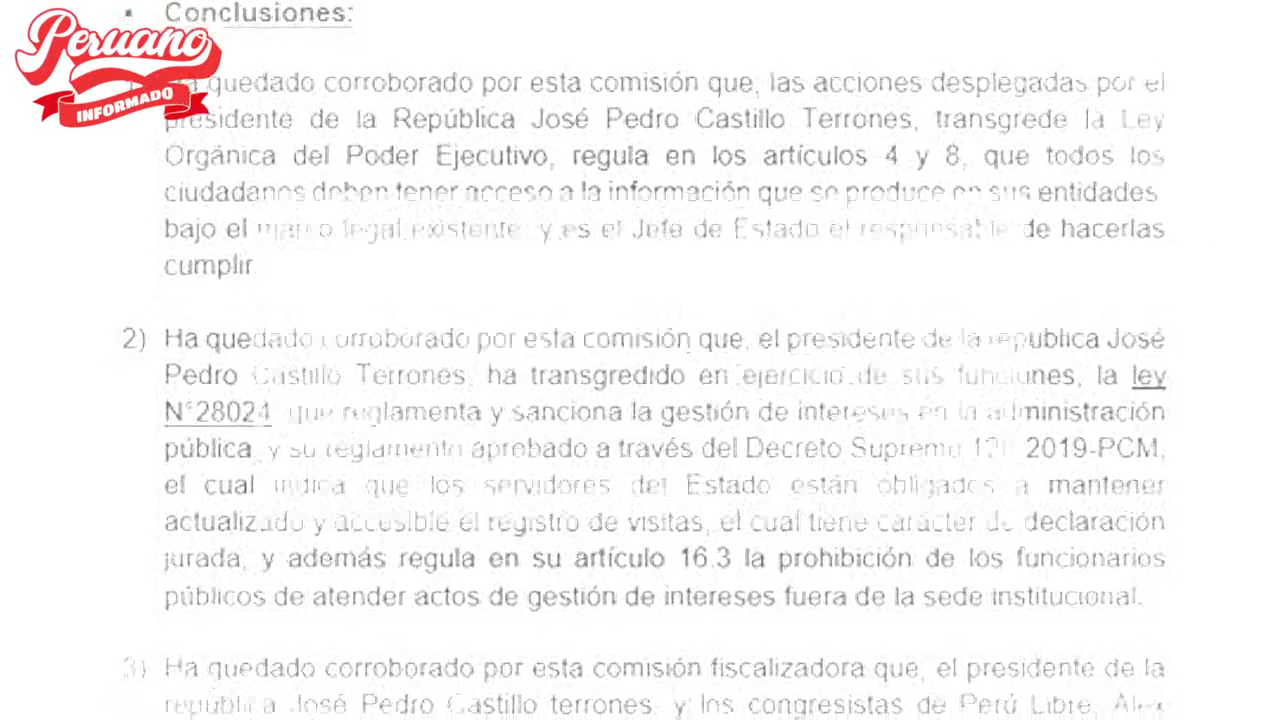 Peruano
INFORMADO
• Conclusiones:
quedado corroborado por esta comisión que, las acciones desplegadas por el
presidente de la República José Pedro Castillo Terrones, transgrede la Ley
Orgánica del Poder Ejecutivo, regula en los artículos 4 y 8, que todos los
ciudadanos deben tener acceso a la información que se produce en sus entidades
bajo el marco legal existente, y es el Jefe de Estado el responsable de hacerlas
cumplir
2) Ha quedado corroborado por esta comisión que, el presidente de la republica José
Pedro Castillo Terrones, ha transgredido en ejercicio de sus funciones, la ley
N°28024 que reglamenta y sanciona la gestión de intereses en la administración
pública, y su reglamento aprobado a través del Decreto Supremo 2019-PCM,
el cual indica que los servidores del Estado están obligados a mantener
actualizado y accesible el registro de visitas, el cual tiene carácter de declaración
jurada, y además regula en su artículo 16.3 la prohibición de los funcionarios
públicos de atender actos de gestión de intereses fuera de la sede institucional.
3) Ha quedado corroborado por esta comisión fiscalizadora que, el presidente de la
república José Pedro Castillo terrones, y los congresistas de Perú Libre, Alex